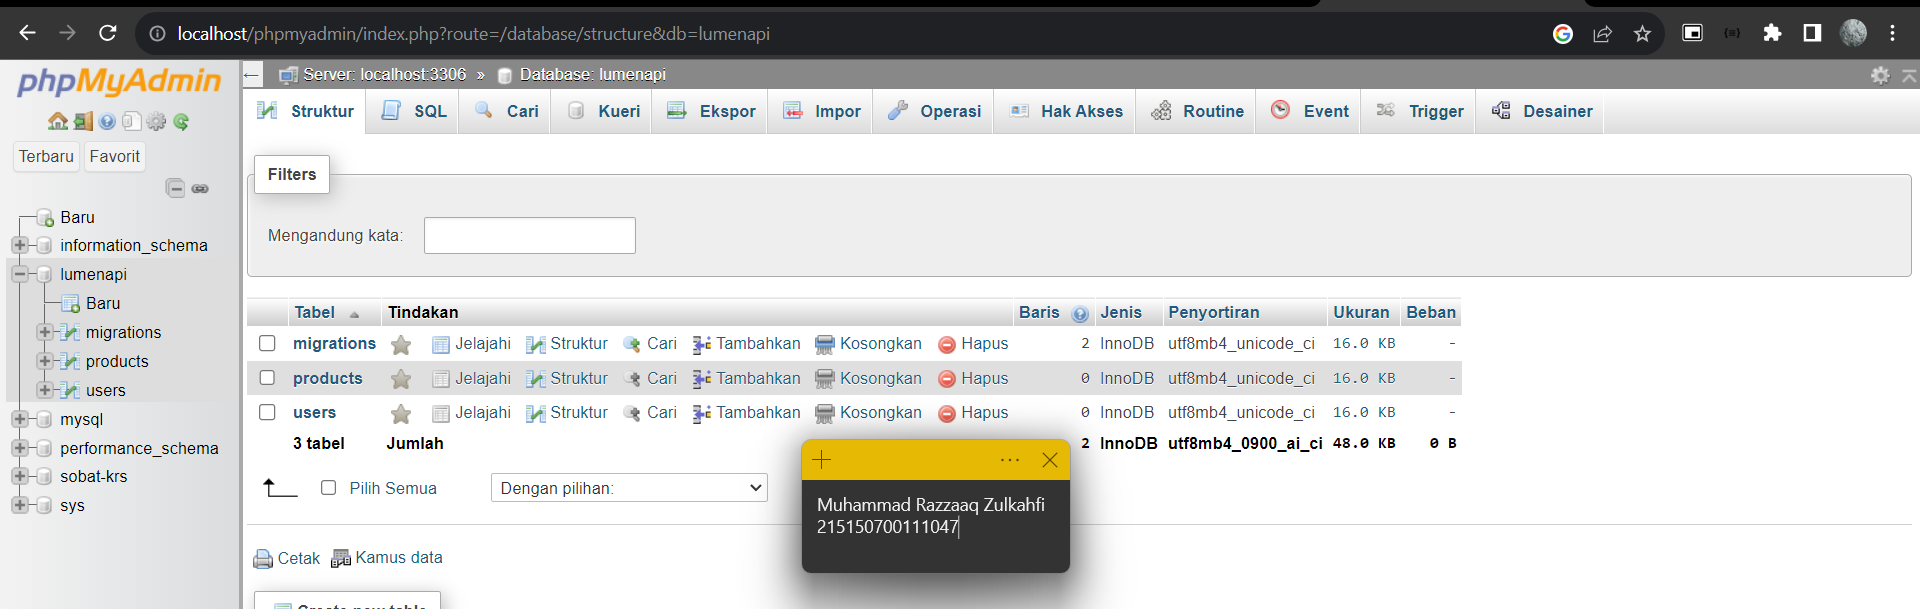 localhost/phpmyadmin/index.php?route=/database/structure&db=lumenapi
phpMyAdmin
Terbaru Favorit
Baru
information_schema
lumenapi
Baru
migrations
products
users
mysql
performance_schema
sobat-krs
sys
Server: localhost:3306 » Database: lumenapi
Struktur SQL Cari Kueri Ekspor Impor Operasi Hak Akses Routine Event Trigger Desainer
Filters
Mengandung kata:
Tabel Tindakan Baris Jenis Penyortiran Ukuran Beban
migrations Jelajahi Struktur Cari Tambahkan Kosongkan Hapus 2 InnoDB utf8mb4_unicode_ci 16.0 KB -
products Jelajahi Struktur Cari Tambahkan Kosongkan Hapus 0 InnoDB utf8mb4_unicode_ci 16.0 KB -
users Jelajahi Struktur Cari Tambahkan Kosongkan Hapus 0 InnoDB utf8mb4_unicode_ci 16.0 KB -
3 tabel Jumlah 2 InnoDB utf8mb4_0900_ai_ci 48.0 KB 0 B
Pilih Semua Dengan pilihan:
Muhammad Razzaaq Zulkahfi
215150700111047
Cetak Kamus data
Create new table